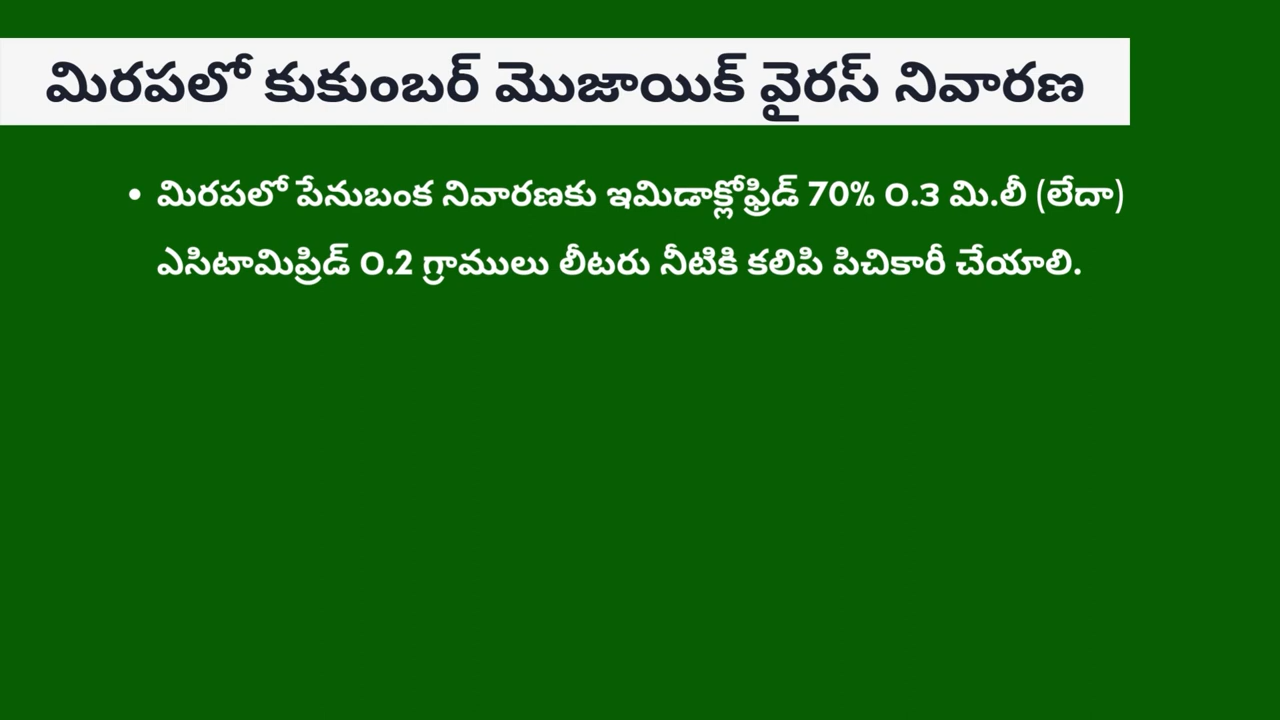 మిరపలో కుకుంబర్ మొజాయిక్ వైరస్ నివారణ
• మిరపలో పేనుబంక నివారణకు ఇమిడాక్లోఫ్రిడ్ 70% 0.3 మి.లీ (లేదా)
ఎసిటామిప్రిడ్ 0.2 గ్రాములు లీటరు నీటికి కలిపి పిచికారీ చేయాలి.